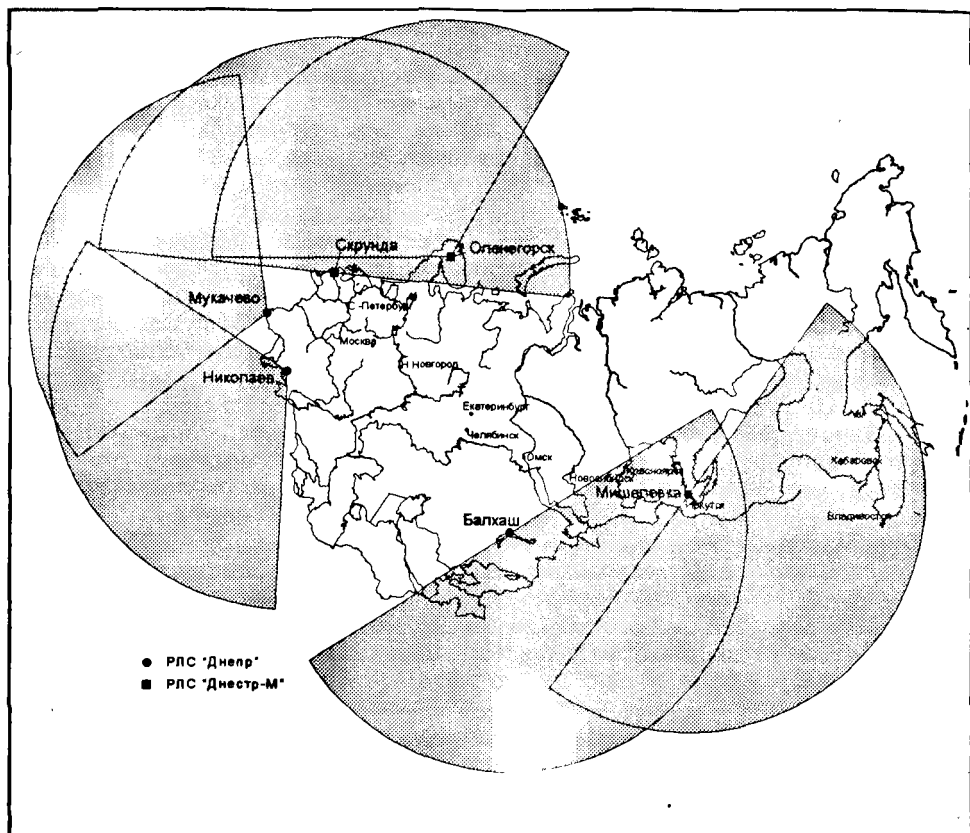 Скрунда
Оленегорск
Мукачево
С.-Петербург
Москва
Николаев
Н.Новгород
Екатеринбург
Челябинск
Омск
Новосибирск
Красноярск
Мишелевка
Иркутск
Хабаровск
Владивосток
Балхаш
РЛС "Днепр"
РЛС "Днестр-М"